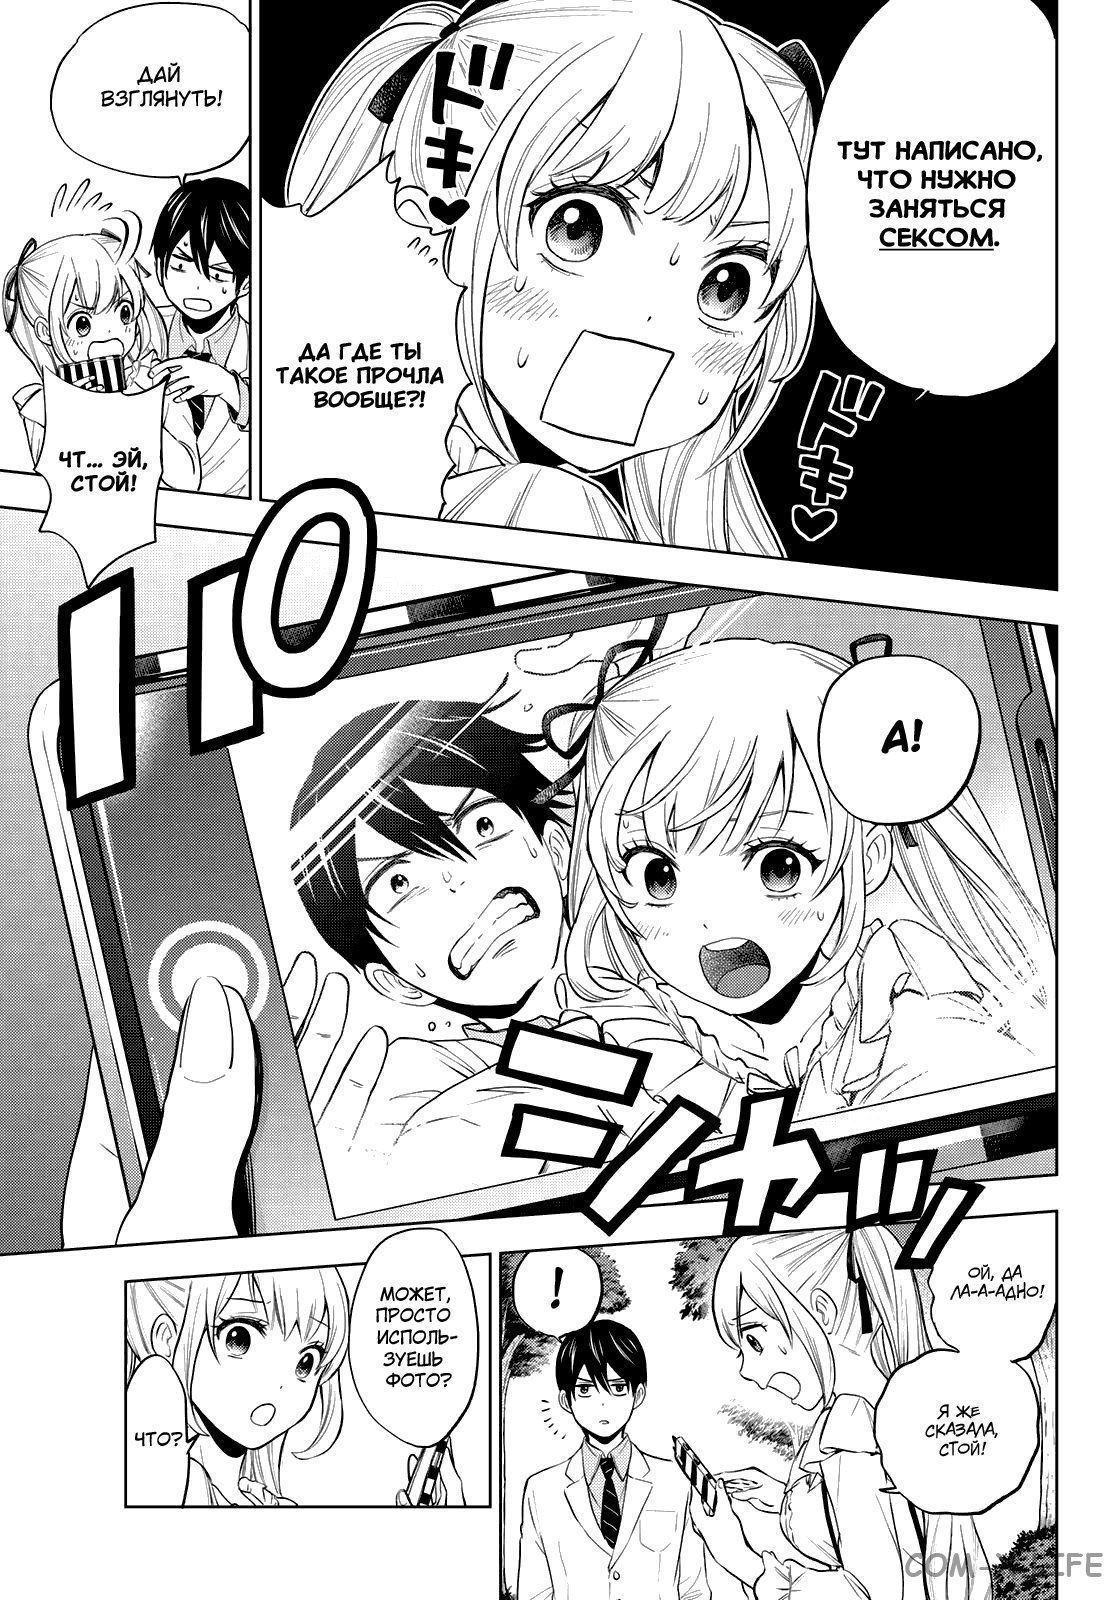 ТУТ НАПИСАНО,
ЧТО НУЖНО
ЗАНЯТЬСЯ
СЕКСОМ.
ドキ
ДА ГДЕ ТЫ
ТАКОЕ ПРОЧЛА
ВООБЩЕ?!
ドキ
ДАЙ
ВЗГЛЯНУТЬ!
ЧТ... ЭЙ,
СТОЙ!
А!
パシャッ
ОЙ, ДА
ЛА-А-АДНО!
Я ЖЕ
СКАЗАЛА,
СТОЙ!
!
МОЖЕТ,
ПРОСТО
ИСПОЛЬ-
ЗУЕШЬ
ФОТО?
ЧТО?